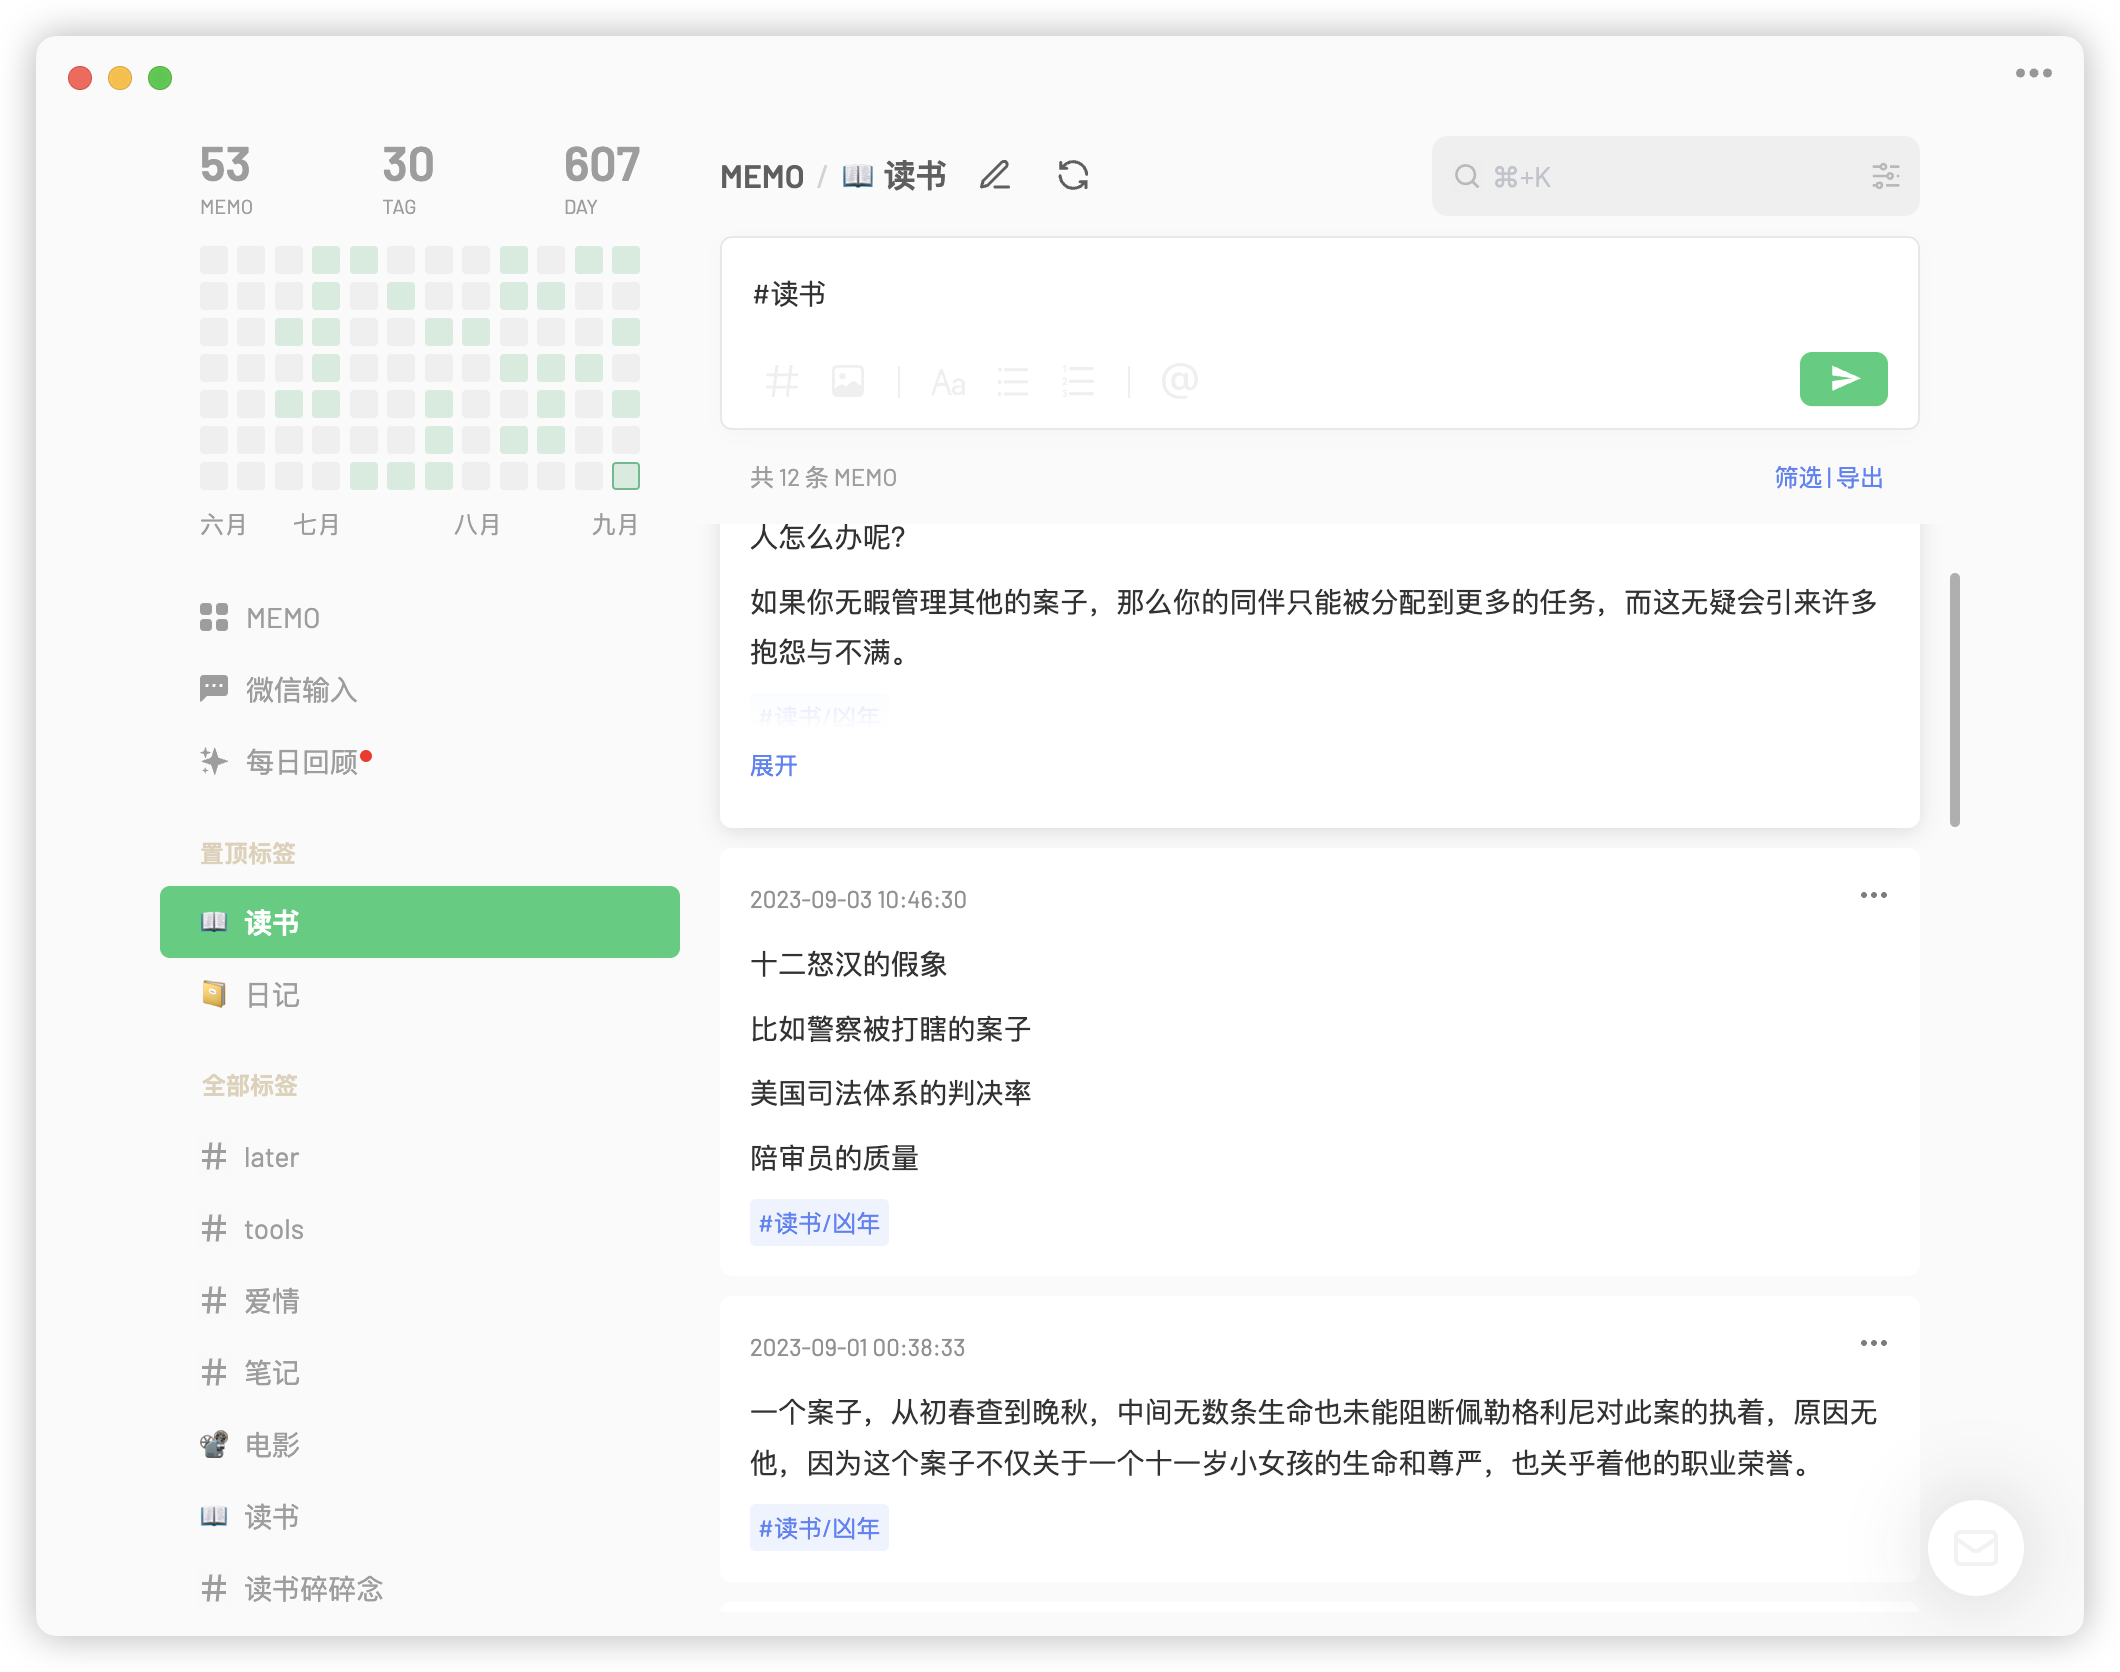 53
MEMO
30
TAG
607
DAY
六月
七月
八月
九月
MEMO
微信输入
每日回顾
置顶标签
读书
日记
全部标签
# later
# tools
# 爱情
# 笔记
电影
读书
# 读书碎碎念
MEMO / 读书
⌘+K
#读书
Aa
@
共 12 条 MEMO
筛选 | 导出
人怎么办呢?
如果你无暇管理其他的案子，那么你的同伴只能被分配到更多的任务，而这无疑会引来许多
抱怨与不满。
#读书/凶年
展开
2023-09-03 10:46:30
十二怒汉的假象
比如警察被打瞎的案子
美国司法体系的判决率
陪审员的质量
#读书/凶年
2023-09-01 00:38:33
一个案子，从初春查到晚秋，中间无数条生命也未能阻断佩勒格利尼对此案的执着，原因无
他，因为这个案子不仅关于一个十一岁小女孩的生命和尊严，也关乎着他的职业荣誉。
#读书/凶年